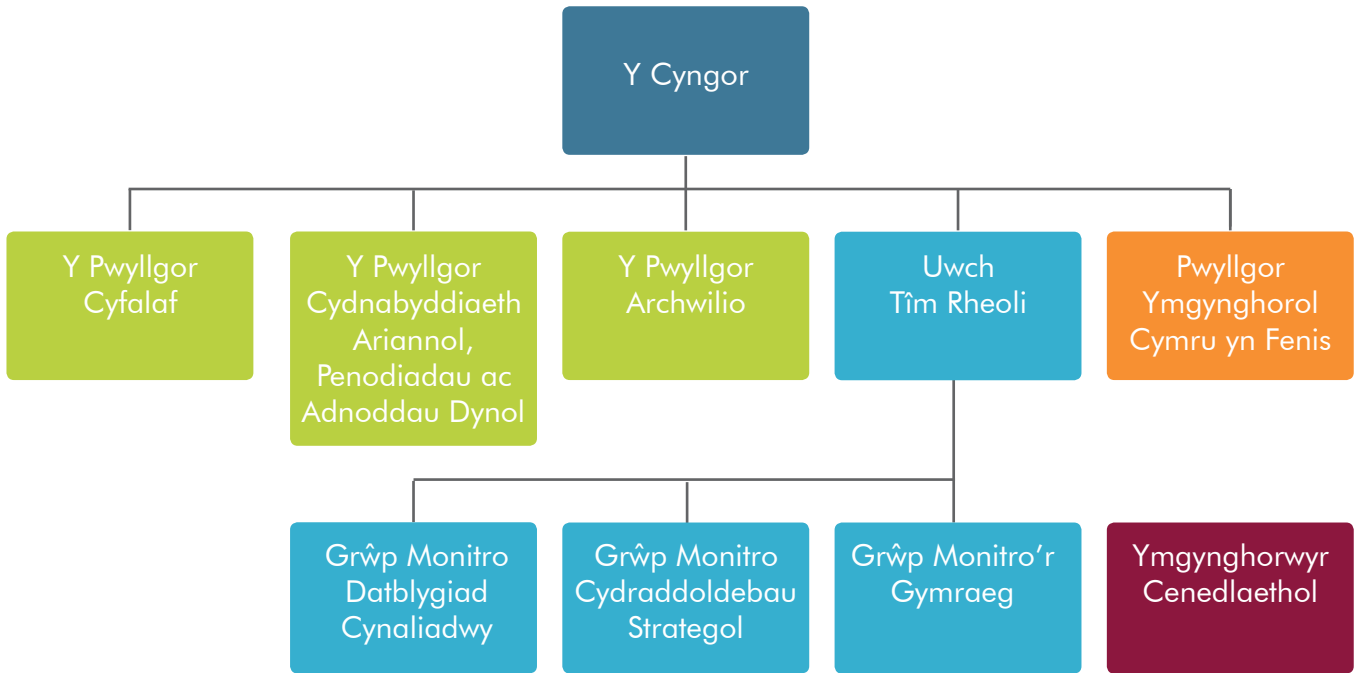 Y Cyngor
Y Pwyllgor
Cyfalaf
Y Pwyllgor
Cydnabyddiaeth
Ariannol,
Penodiadau ac
Adnoddau Dynol
Y Pwyllgor
Archwilio
Uwch
Tîm Rheoli
Pwyllgor
Ymgynghorol
Cymru yn Fenis
Grŵp Monitro
Datblygiad
Cynaliadwy
Grŵp Monitro
Cydraddoldebau
Strategol
Grŵp Monitro’r
Gymraeg
Ymgynghorwyr
Cenedlaethol